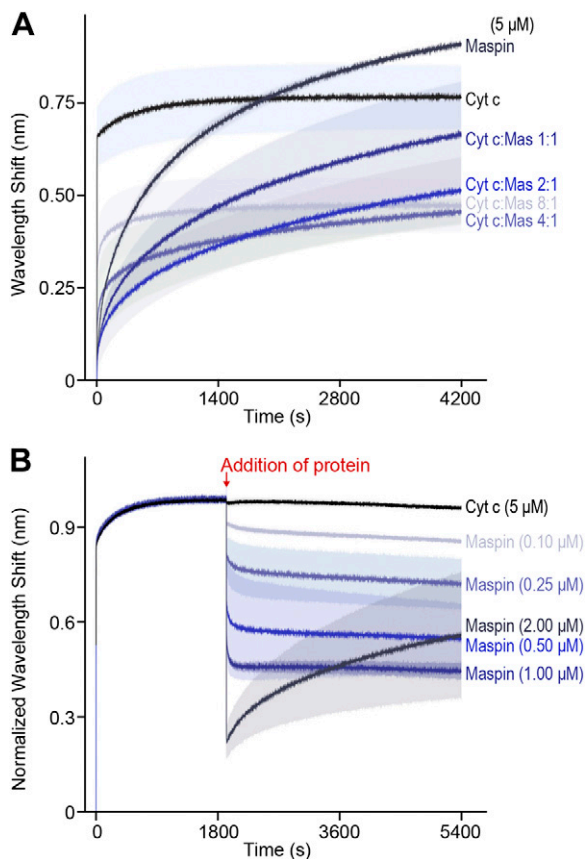 A
(5 µM)
Maspin
Cyt c
Cyt c:Mas 1:1
Cyt c:Mas 2:1
Cyt c:Mas 8:1
Cyt c:Mas 4:1
Wavelength Shift (nm)
0.75
0.50
0.25
0
0 1400 2800 4200
Time (s)
B
Addition of protein
Cyt c (5 µM)
Maspin (0.10 µM)
Maspin (0.25 µM)
Maspin (2.00 µM)
Maspin (0.50 µM)
Maspin (1.00 µM)
Normalized Wavelength Shift (nm)
0.9
0.6
0.3
0
0 1800 3600 5400
Time (s)